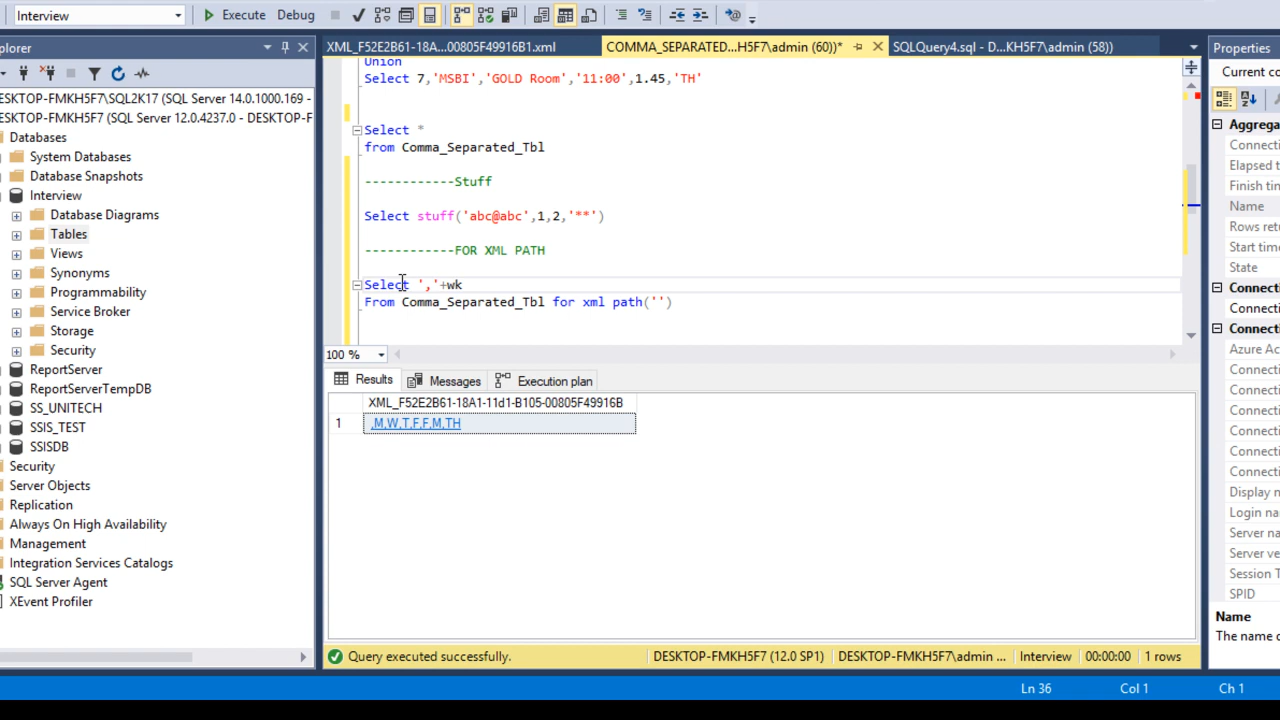 Interview
Execute
Debug
plorer
XML_F52E2B61-18A...00805F49916B1.xml
COMMA_SEPARATED...H5F7\admin (60))*
SQLQuery4.sql - D...KH5F7\admin (58))
Properties
Current co
ESKTOP-FMKH5F7\SQL2K17 (SQL Server 14.0.1000.169 -
ESKTOP-FMKH5F7 (SQL Server 12.0.4237.0 - DESKTOP-F
Databases
System Databases
Database Snapshots
Interview
Database Diagrams
Tables
Views
Synonyms
Programmability
Service Broker
Storage
Security
ReportServer
ReportServerTempDB
SS_UNITECH
SSIS_TEST
SSISDB
Security
Server Objects
Replication
Always On High Availability
Management
Integration Services Catalogs
SQL Server Agent
XEvent Profiler
Union
Select 7,'MSBI','GOLD Room','11:00',1.45,'TH'
Select *
from Comma_Separated_Tbl
------------Stuff
Select stuff('abc@abc',1,2,'**')
------------FOR XML PATH
Select ','+wk
From Comma_Separated_Tbl for xml path('')
100 %
Results
Messages
Execution plan
XML_F52E2B61-18A1-11d1-B105-00805F49916B
1
,M,W,T,F,F,M,TH
Query executed successfully.
DESKTOP-FMKH5F7 (12.0 SP1)
DESKTOP-FMKH5F7\admin ...
Interview
00:00:00
1 rows
Aggrega
Connecti
Elapsed t
Finish tim
Name
Rows retu
Start time
State
Connecti
Connecti
Connecti
Azure Ac
Connecti
Connecti
Connecti
Connecti
Connecti
Display n
Login na
Server na
Server ve
Session T
SPID
Name
The name o
Ln 36
Col 1
Ch 1